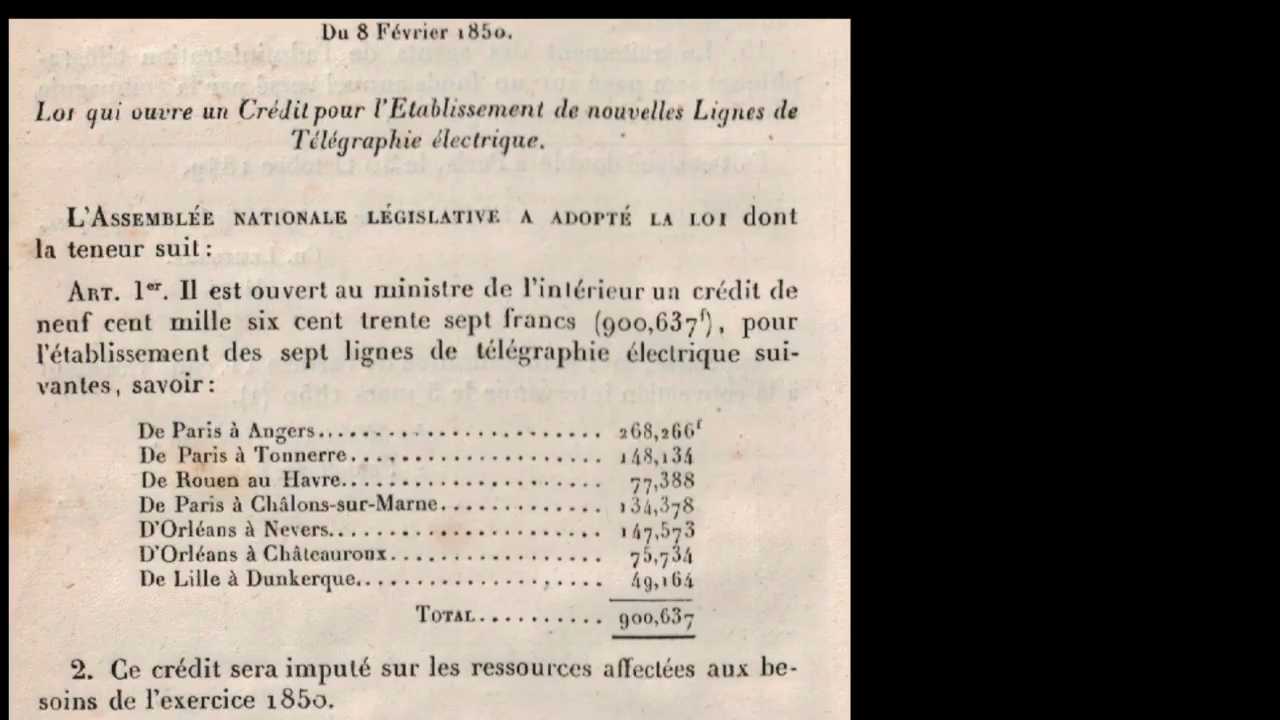 Du 8 Février 1850.
Loi qui ouvre un Crédit pour l'Etablissement de nouvelles Lignes de
Télégraphie électrique.
L'ASSEMBLÉE NATIONALE LÉGISLATIVE A ADOPTÉ LA LOI dont
la teneur suit :
ART. 1er. Il est ouvert au ministre de l'intérieur un crédit de
neuf cent mille six cent trente sept francs (900,637f), pour
l'établissement des sept lignes de télégraphie électrique sui-
vantes, savoir :
De Paris à Angers........................ 268,266f
De Paris à Tonnerre..................... 148,134
De Rouen au Havre...................... 77,388
De Paris à Châlons-sur-Marne............. 134,378
D'Orléans à Nevers....................... 147,573
D'Orléans à Châteauroux.................. 75,734
De Lille à Dunkerque..................... 49,164
TOTAL.......... 900,637
2. Ce crédit sera imputé sur les ressources affectées aux be-
soins de l'exercice 1850.